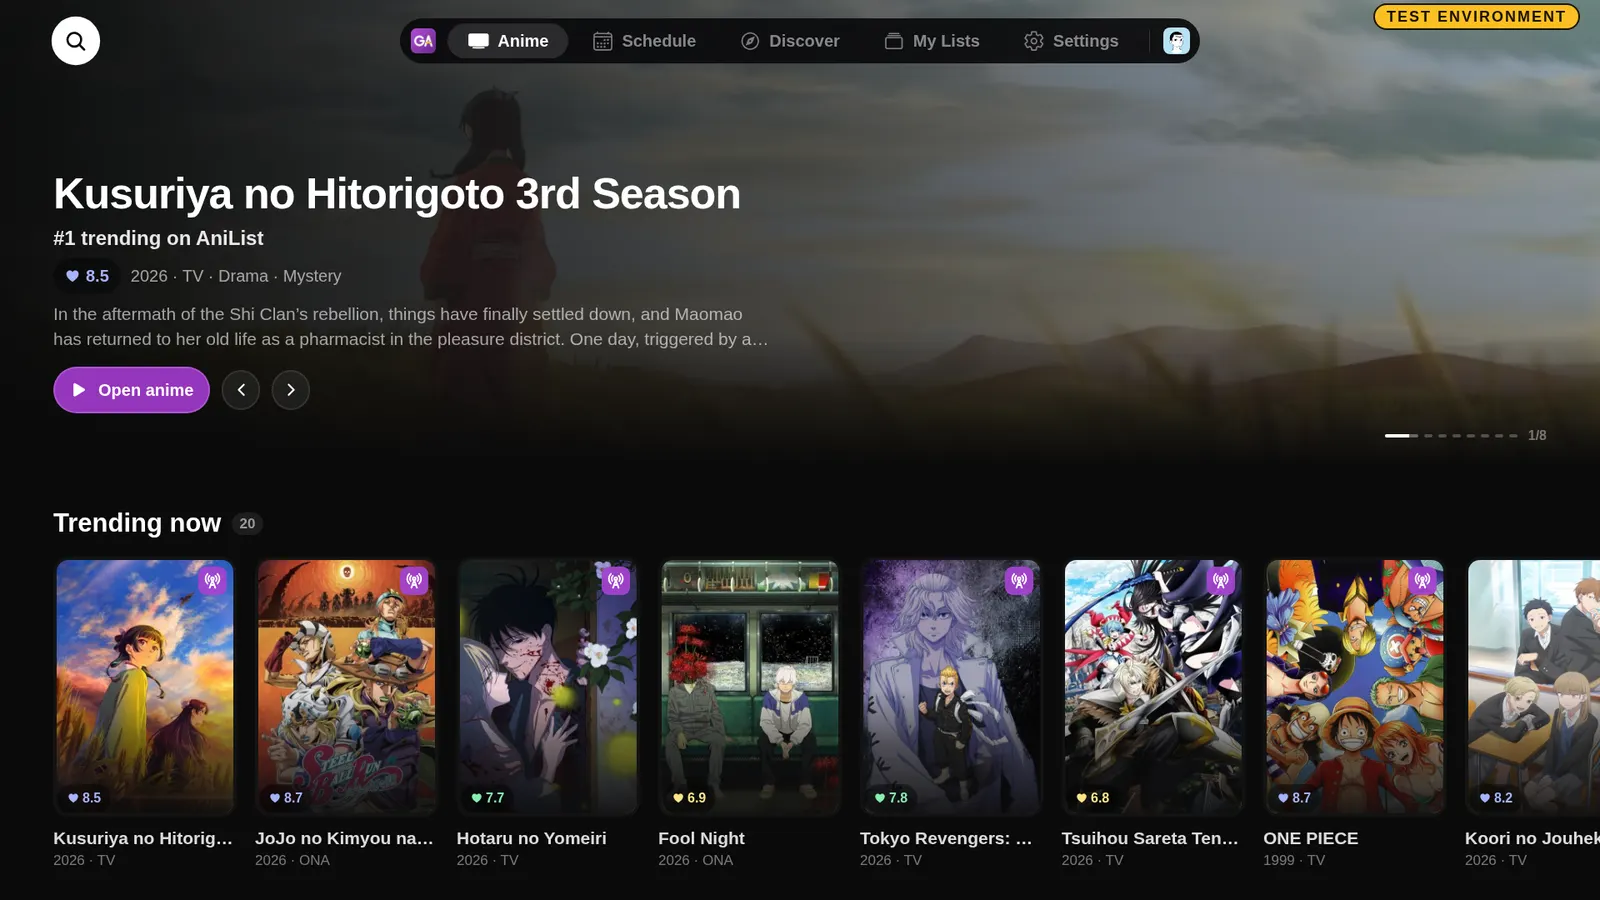 GA
Anime
Schedule
Discover
My Lists
Settings
TEST ENVIRONMENT
Kusuriya no Hitorigoto 3rd Season
#1 trending on AniList
8.5
2026 · TV · Drama · Mystery
In the aftermath of the Shi Clan’s rebellion, things have finally settled down, and Maomao
has returned to her old life as a pharmacist in the pleasure district. One day, triggered by a…
Open anime
1/8
Trending now 20
STEEL
BALL RUN
8.5
8.7
7.7
6.9
7.8
6.8
8.7
8.2
Kusuriya no Hitorig…
2026 · TV
JoJo no Kimyou na…
2026 · ONA
Hotaru no Yomeiri
2026 · TV
Fool Night
2026 · ONA
Tokyo Revengers: …
2026 · TV
Tsuihou Sareta Ten…
2026 · TV
ONE PIECE
1999 · TV
Koori no Jouhek
2026 · TV